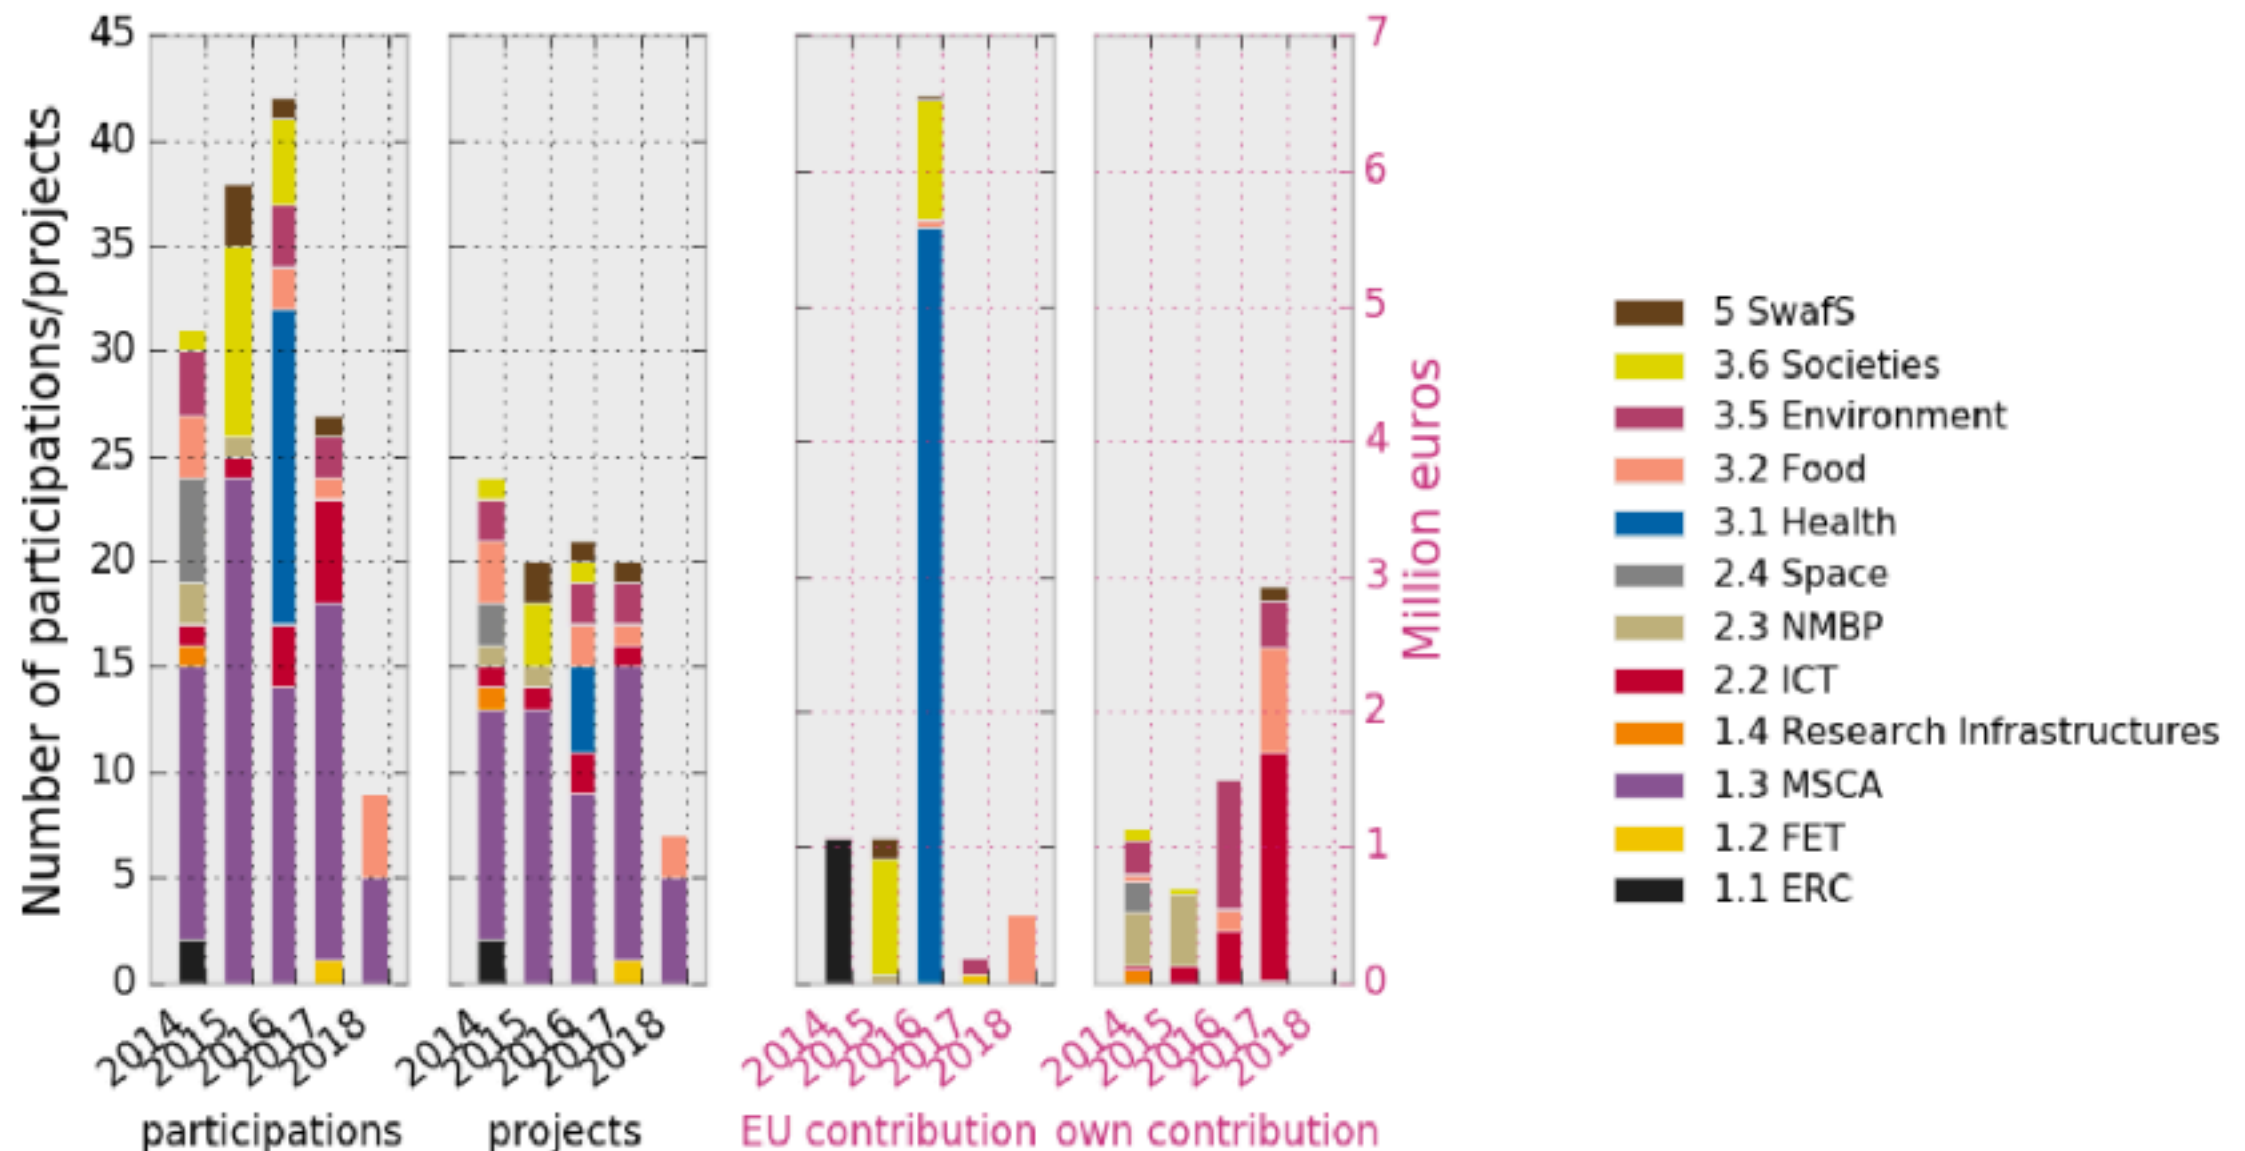 Number of participations/projects
45
40
35
30
25
20
15
10
5
0
2014
2015
2016
2017
2018
participations
2014
2015
2016
2017
2018
projects
2014
2015
2016
2017
2018
EU contribution
2014
2015
2016
2017
2018
own contribution
7
6
5
4
3
2
1
0
Million euros
5 SwafS
3.6 Societies
3.5 Environment
3.2 Food
3.1 Health
2.4 Space
2.3 NMBP
2.2 ICT
1.4 Research Infrastructures
1.3 MSCA
1.2 FET
1.1 ERC